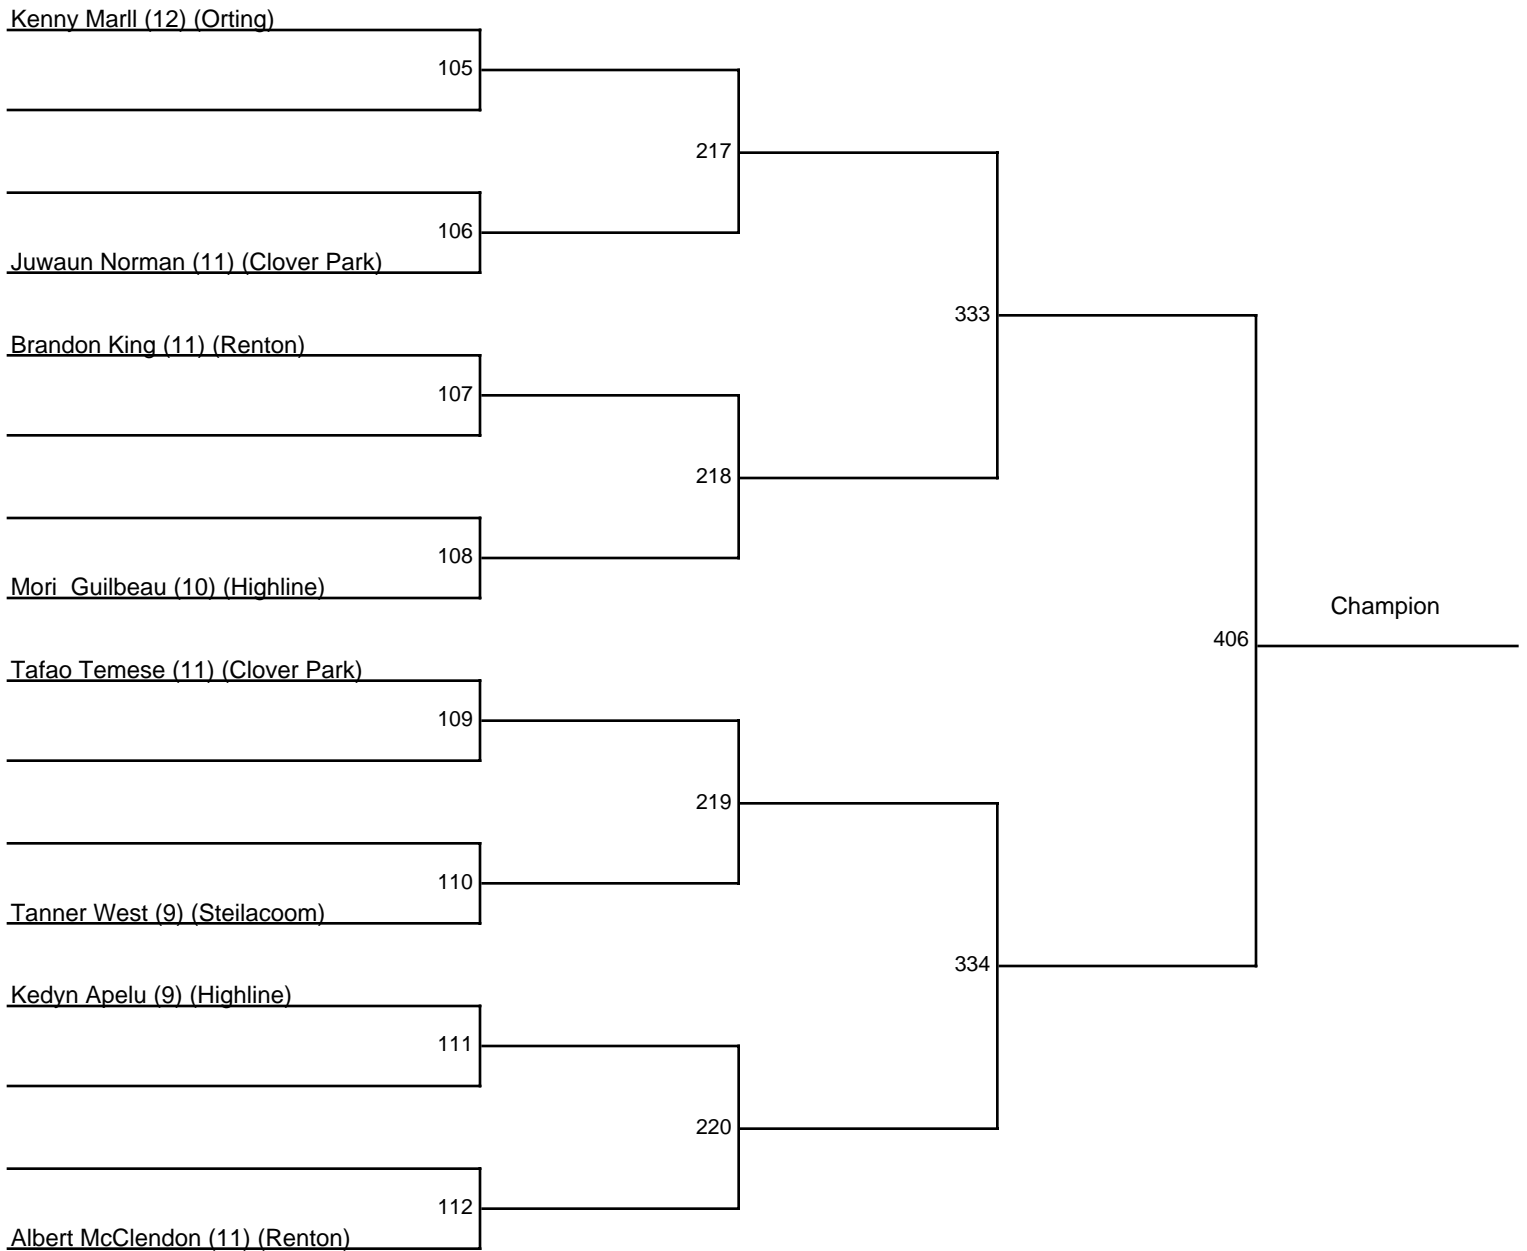 Kenny Marll (12) (Orting)
105
217
106
Juwaun Norman (11) (Clover Park)
333
Brandon King (11) (Renton)
107
218
108
Mori  Guilbeau (10) (Highline)
Champion
406
Tafao Temese (11) (Clover Park)
109
219
110
Tanner West (9) (Steilacoom)
334
Kedyn Apelu (9) (Highline)
111
220
112
Albert McClendon (11) (Renton)